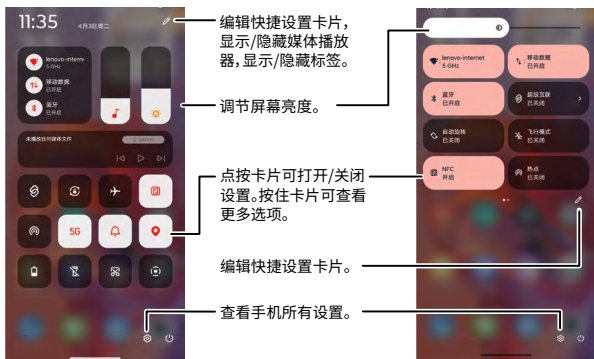 11:35
4月3日周二
lenovo-intern
5 GHz
移动数据
已开启
蓝牙
已开启
未播放任何媒体文件
5G
编辑快捷设置卡片，
显示/隐藏媒体播放
器，显示/隐藏标签。
调节屏幕亮度。
点按卡片可打开/关闭
设置。按住卡片可查看
更多选项。
编辑快捷设置卡片。
查看手机所有设置。
lenovo-internet
5 GHz
移动数据
已开启
蓝牙
已开启
超级互联
已关闭
自动旋转
已关闭
飞行模式
已关闭
NFC
开启
热点
已关闭